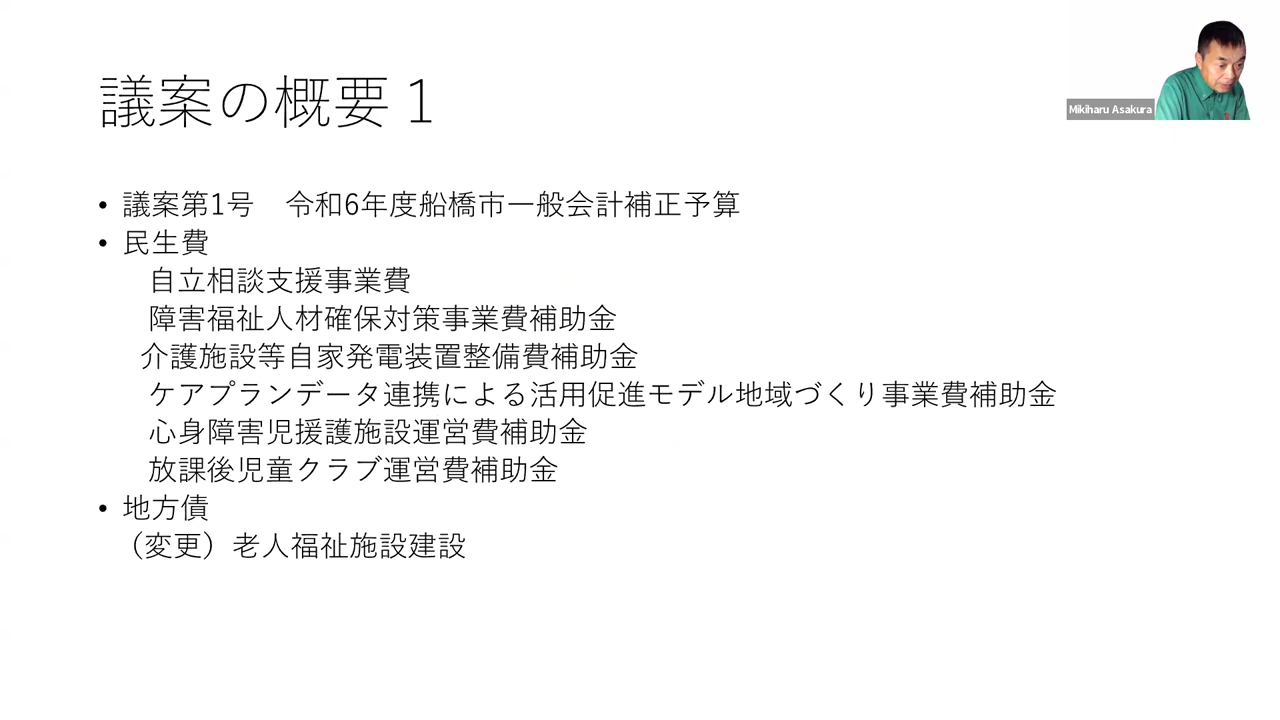 議案の概要１
Mikiharu Asakura
• 議案第1号　令和6年度船橋市一般会計補正予算
• 民生費
自立相談支援事業費
障害福祉人材確保対策事業費補助金
介護施設等自家発電装置整備費補助金
ケアプランデータ連携による活用促進モデル地域づくり事業費補助金
心身障害児援護施設運営費補助金
放課後児童クラブ運営費補助金
• 地方債
（変更）老人福祉施設建設